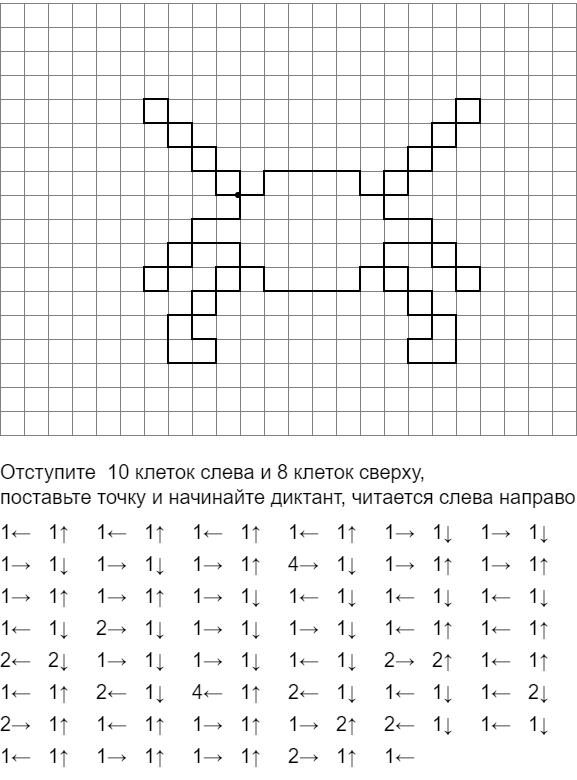 Отступите 10 клеток слева и 8 клеток сверху,
поставьте точку и начинайте диктант, читается слева направо
1← 1↑ 1← 1↑ 1← 1↑ 1← 1↑ 1→ 1↓ 1→ 1↓
1→ 1↓ 1→ 1↓ 1→ 1↑ 4→ 1↓ 1→ 1↑ 1→ 1↑
1→ 1↑ 1→ 1↑ 1→ 1↓ 1← 1↓ 1← 1↓ 1← 1↓
1← 1↓ 2→ 1↓ 1→ 1↓ 1→ 1↓ 1← 1↑ 1← 1↑
2← 2↓ 1→ 1↓ 1→ 1↓ 1← 1↓ 2→ 2↑ 1← 1↑
1← 1↑ 2← 1↓ 4← 1↑ 2← 1↓ 1← 1↓ 1← 2↓
2→ 1↑ 1← 1↑ 1→ 1↑ 1→ 2↑ 2← 1↓ 1← 1↓
1← 1↑ 1→ 1↑ 1→ 1↑ 2→ 1↑ 1←